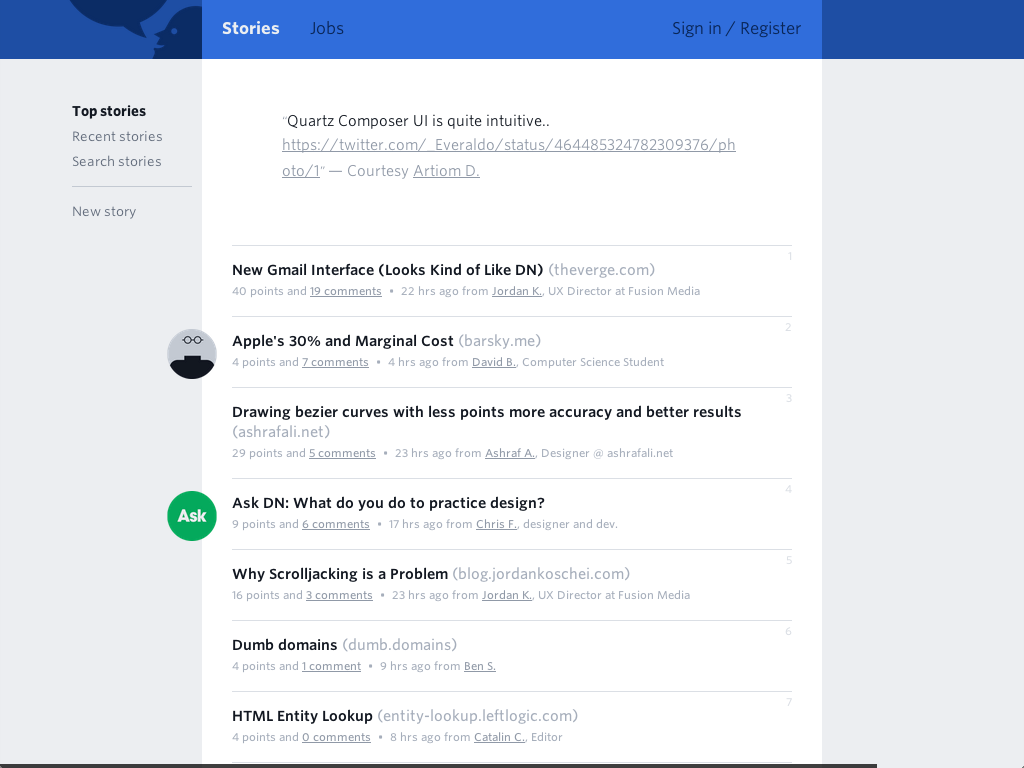 Stories
Jobs
Sign in / Register
Top stories
Recent stories
Search stories
New story
"Quartz Composer UI is quite intuitive..
https://twitter.com/_Everaldo/status/464485324782309376/ph
oto/1" — Courtesy Artiom D.
1
New Gmail Interface (Looks Kind of Like DN) (theverge.com)
40 points and 19 comments • 22 hrs ago from Jordan K., UX Director at Fusion Media
2
Apple's 30% and Marginal Cost (barsky.me)
4 points and 7 comments • 4 hrs ago from David B., Computer Science Student
3
Drawing bezier curves with less points more accuracy and better results
(ashrafali.net)
29 points and 5 comments • 23 hrs ago from Ashraf A., Designer @ ashrafali.net
4
Ask
Ask DN: What do you do to practice design?
9 points and 6 comments • 17 hrs ago from Chris F., designer and dev.
5
Why Scrolljacking is a Problem (blog.jordankoschei.com)
16 points and 3 comments • 23 hrs ago from Jordan K., UX Director at Fusion Media
6
Dumb domains (dumb.domains)
4 points and 1 comment • 9 hrs ago from Ben S.
7
HTML Entity Lookup (entity-lookup.leftlogic.com)
4 points and 0 comments • 8 hrs ago from Catalin C., Editor